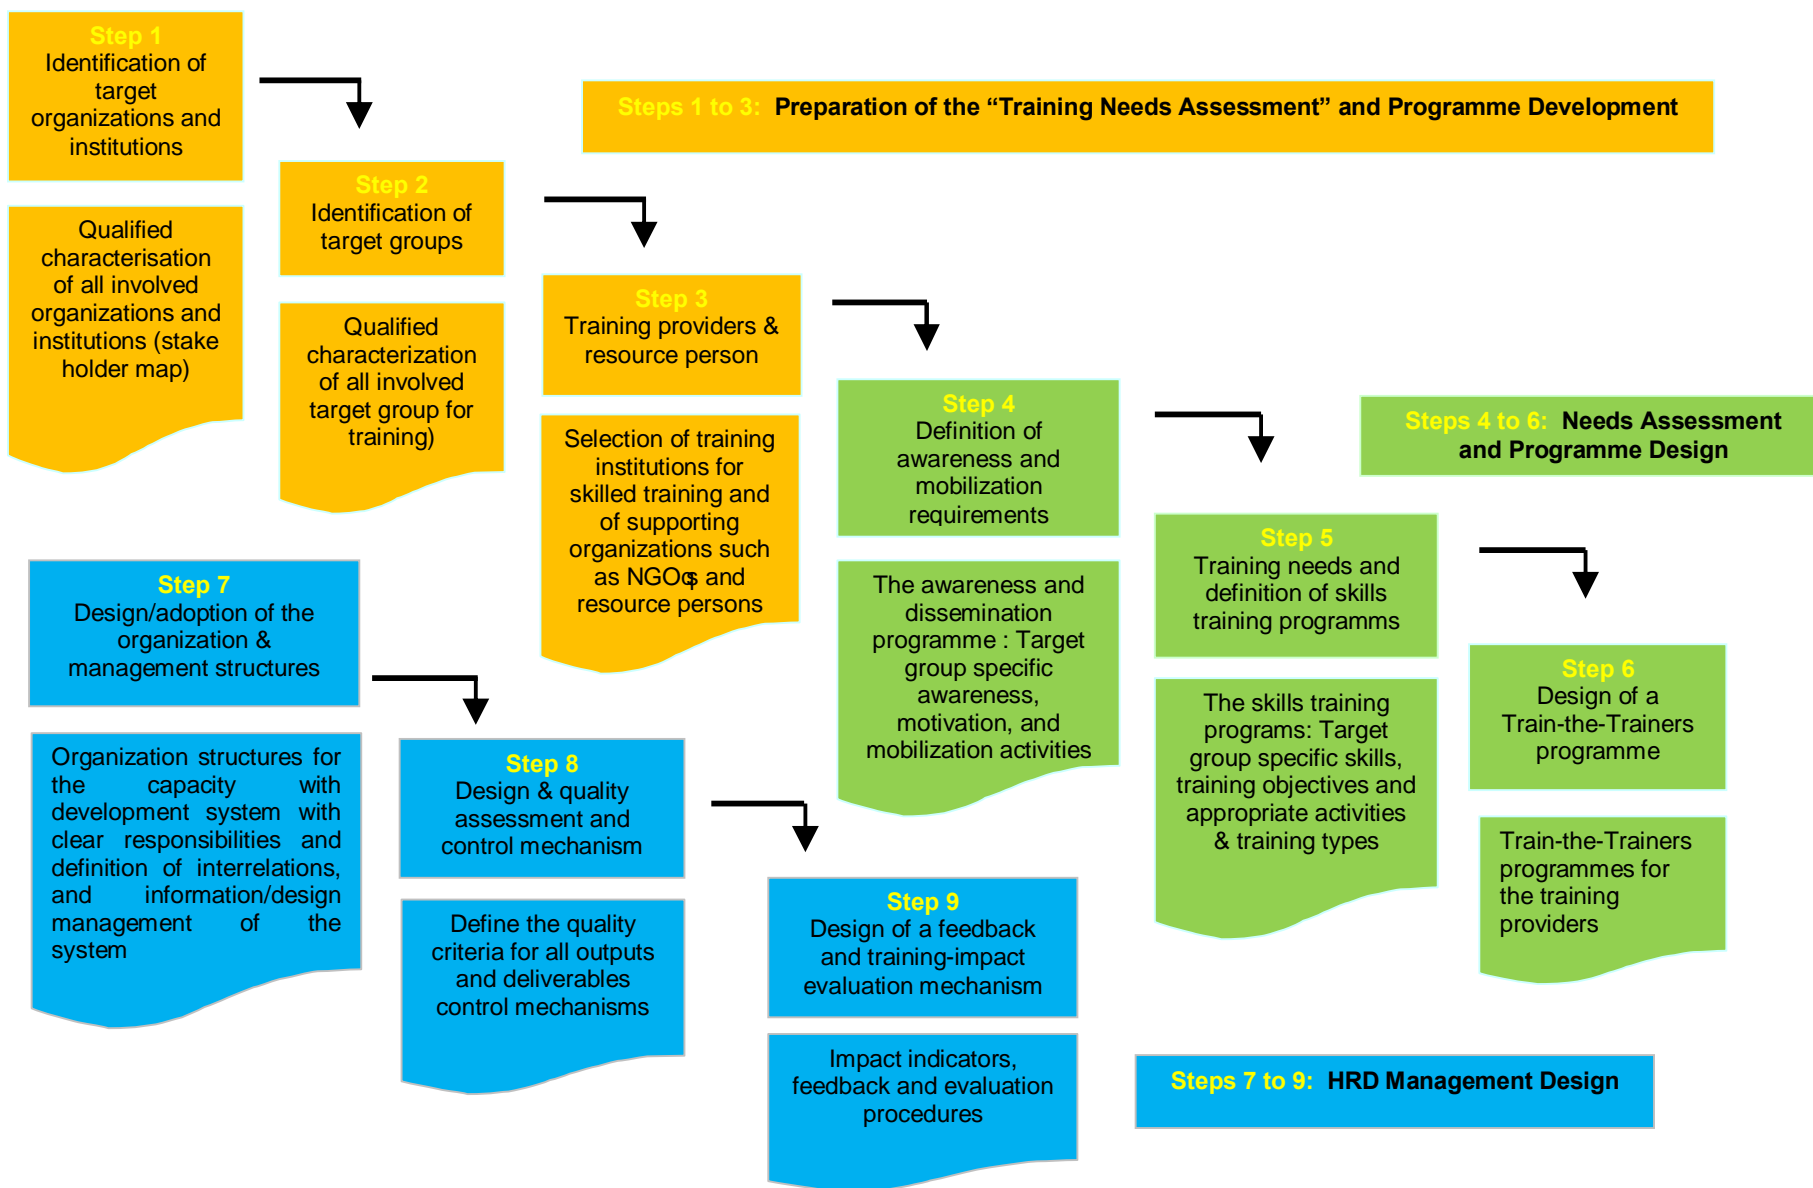 Step 1
Identification of
target
organizations and
institutions
Qualified
characterisation
of all involved
organizations and
institutions (stake
holder map)
Steps 1 to 3: Preparation of the “Training Needs Assessment” and Programme Development
Step 2
Identification of
target groups
Qualified
characterization
of all involved
target group for
training)
Step 3
Training providers &
resource person
Selection of training
institutions for
skilled training and
of supporting
organizations such
as NGOs and
resource persons
Step 4
Definition of
awareness and
mobilization
requirements
The awareness and
dissemination
programme : Target
group specific
awareness,
motivation, and
mobilization activities
Steps 4 to 6: Needs Assessment
and Programme Design
Step 5
Training needs and
definition of skills
training programms
The skills training
programs: Target
group specific skills,
training objectives and
appropriate activities
& training types
Step 6
Design of a
Train-the-Trainers
programme
Train-the-Trainers
programmes for
the training
providers
Step 7
Design/adoption of the
organization &
management structures
Organization structures for
the capacity with
development system with
clear responsibilities and
definition of interrelations,
and information/design
management of the
system
Step 8
Design & quality
assessment and
control mechanism
Define the quality
criteria for all outputs
and deliverables
control mechanisms
Step 9
Design of a feedback
and training-impact
evaluation mechanism
Impact indicators,
feedback and evaluation
procedures
Steps 7 to 9: HRD Management Design